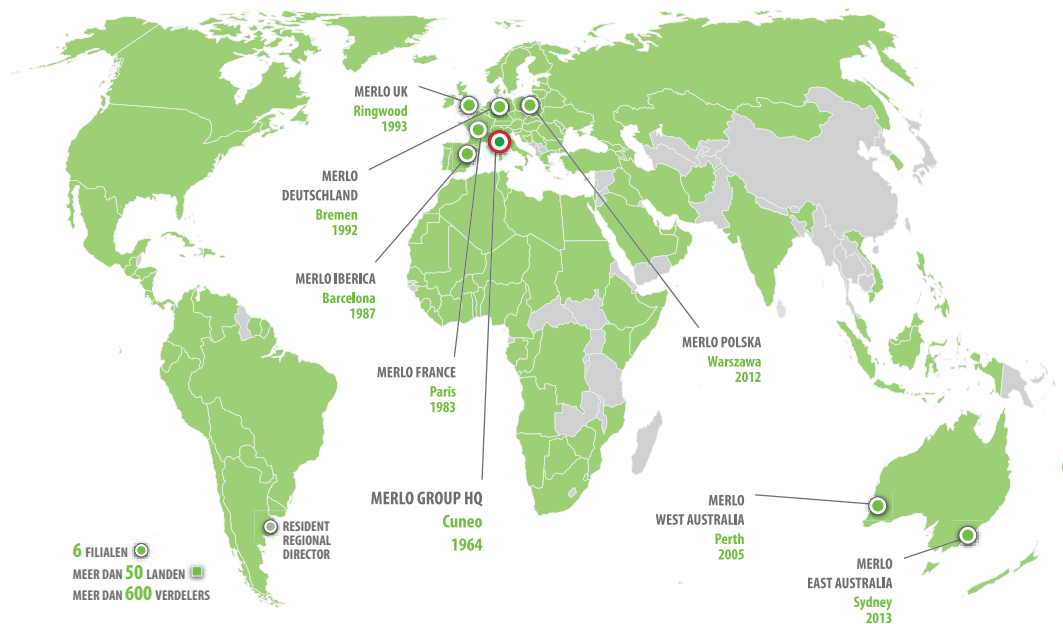 MERLO UK
Ringwood
1993
MERLO
DEUTSCHLAND
Bremen
1992
MERLO IBERICA
Barcelona
1987
MERLO FRANCE
Paris
1983
MERLO GROUP HQ
Cuneo
1964
MERLO POLSKA
Warszawa
2012
MERLO
WEST AUSTRALIA
Perth
2005
MERLO
EAST AUSTRALIA
Sydney
2013
RESIDENT
REGIONAL
DIRECTOR
6 FILIALEN
MEER DAN 50 LANDEN
MEER DAN 600 VERDELERS